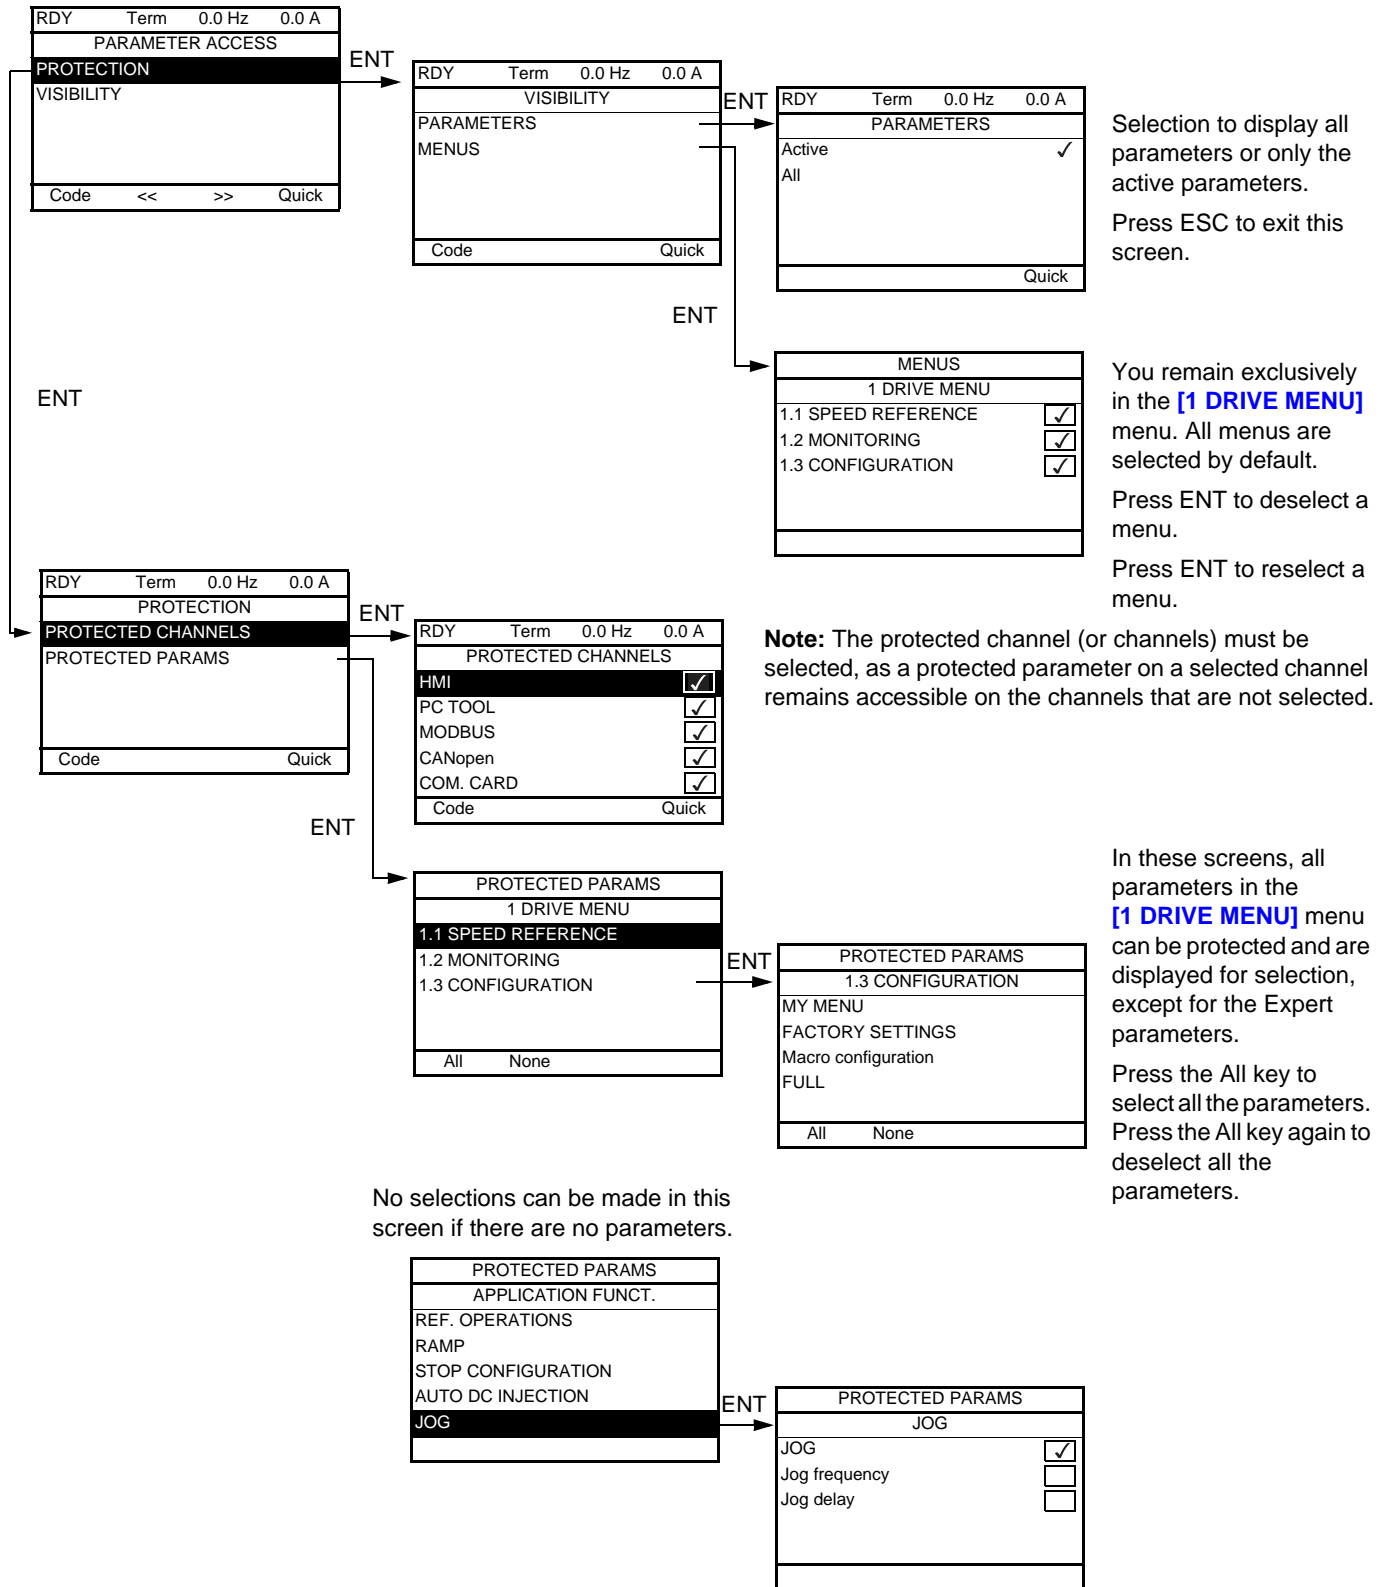 RDY Term 0.0 Hz 0.0 A
PARAMETER ACCESS
PROTECTION
VISIBILITY
Code << >> Quick
ENT
RDY Term 0.0 Hz 0.0 A
VISIBILITY
PARAMETERS
MENUS
Code Quick
ENT
RDY Term 0.0 Hz 0.0 A
PARAMETERS
Active ✓
All
Quick
Selection to display all
parameters or only the
active parameters.
Press ESC to exit this
screen.
ENT
MENUS
1 DRIVE MENU
1.1 SPEED REFERENCE ✓
1.2 MONITORING ✓
1.3 CONFIGURATION ✓
You remain exclusively
in the [1 DRIVE MENU]
menu. All menus are
selected by default.
Press ENT to deselect a
menu.
Press ENT to reselect a
menu.
ENT
RDY Term 0.0 Hz 0.0 A
PROTECTION
PROTECTED CHANNELS
PROTECTED PARAMS
Code Quick
ENT
RDY Term 0.0 Hz 0.0 A
PROTECTED CHANNELS
HMI ✓
PC TOOL ✓
MODBUS ✓
CANopen ✓
COM. CARD ✓
Code Quick
Note: The protected channel (or channels) must be
selected, as a protected parameter on a selected channel
remains accessible on the channels that are not selected.
ENT
PROTECTED PARAMS
1 DRIVE MENU
1.1 SPEED REFERENCE
1.2 MONITORING
1.3 CONFIGURATION
All None
ENT
PROTECTED PARAMS
1.3 CONFIGURATION
MY MENU
FACTORY SETTINGS
Macro configuration
FULL
All None
In these screens, all
parameters in the
[1 DRIVE MENU] menu
can be protected and are
displayed for selection,
except for the Expert
parameters.
Press the All key to
select all the parameters.
Press the All key again to
deselect all the
parameters.
No selections can be made in this
screen if there are no parameters.
PROTECTED PARAMS
APPLICATION FUNCT.
REF. OPERATIONS
RAMP
STOP CONFIGURATION
AUTO DC INJECTION
JOG
ENT
PROTECTED PARAMS
JOG
JOG ✓
Jog frequency
Jog delay